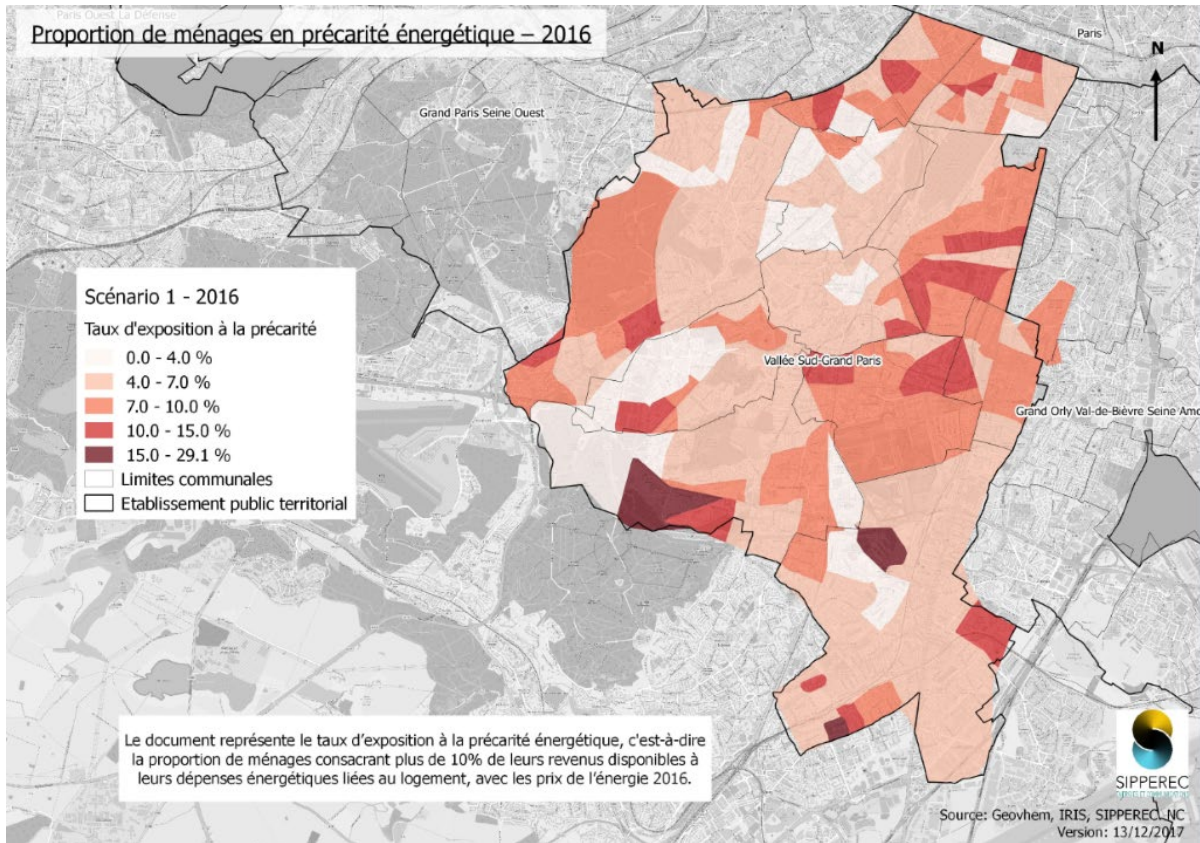 Paris Ouest La Défense
Proportion de ménages en précarité énergétique – 2016
Paris
N
Grand Paris Seine Ouest
Scénario 1 - 2016
Taux d'exposition à la précarité
0.0 - 4.0 %
4.0 - 7.0 %
7.0 - 10.0 %
10.0 - 15.0 %
15.0 - 29.1 %
Limites communales
Etablissement public territorial
Vallée Sud-Grand Paris
Grand Orly Val-de-Bièvre Seine Amo
Le document représente le taux d'exposition à la précarité énergétique, c'est-à-dire
la proportion de ménages consacrant plus de 10% de leurs revenus disponibles à
leurs dépenses énergétiques liées au logement, avec les prix de l'énergie 2016.
SIPPEREC
Source: Geovhem, IRIS, SIPPEREC. NC
Version: 13/12/2017